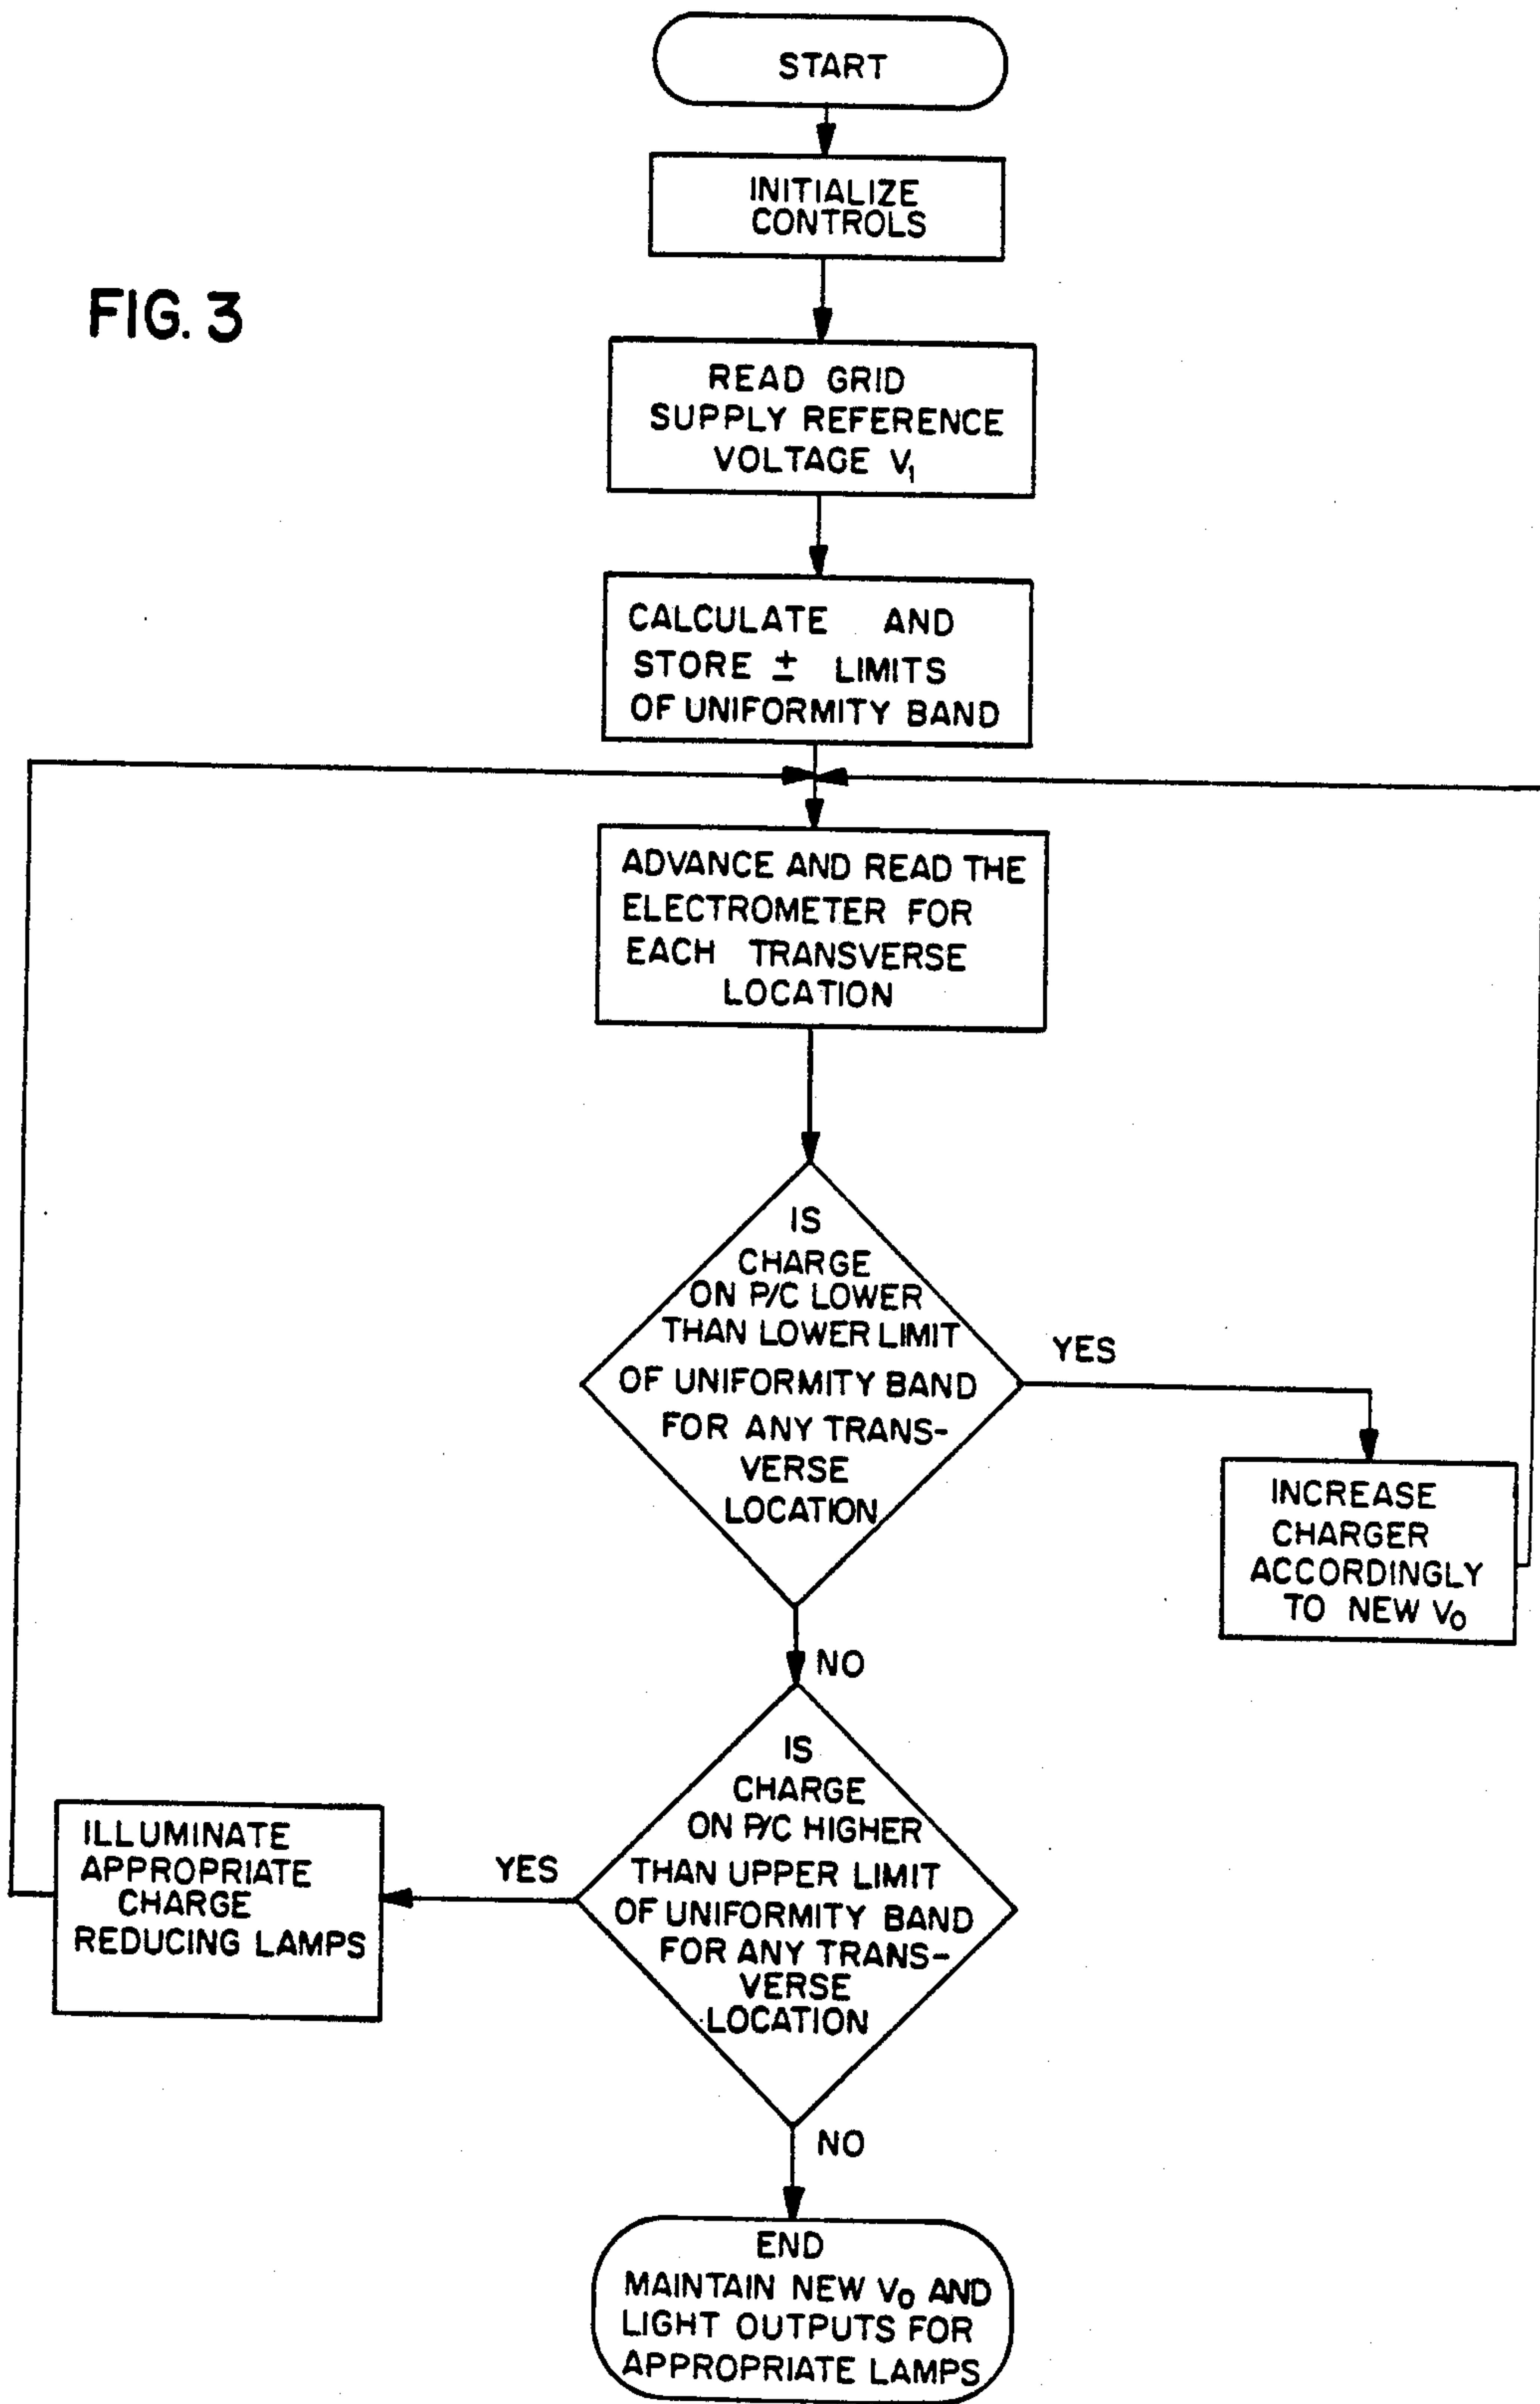 START
INITIALIZE
CONTROLS
FIG. 3
READ GRID
SUPPLY REFERENCE
VOLTAGE V₁
CALCULATE AND
STORE ± LIMITS
OF UNIFORMITY BAND
ADVANCE AND READ THE
ELECTROMETER FOR
EACH TRANSVERSE
LOCATION
IS
CHARGE
ON P/C LOWER
THAN LOWER LIMIT
OF UNIFORMITY BAND
FOR ANY TRANS-
VERSE
LOCATION
YES
INCREASE
CHARGER
ACCORDINGLY
TO NEW V₀
NO
IS
CHARGE
ON P/C HIGHER
THAN UPPER LIMIT
OF UNIFORMITY BAND
FOR ANY TRANS-
VERSE
LOCATION
YES
ILLUMINATE
APPROPRIATE
CHARGE
REDUCING LAMPS
NO
END
MAINTAIN NEW V₀ AND
LIGHT OUTPUTS FOR
APPROPRIATE LAMPS